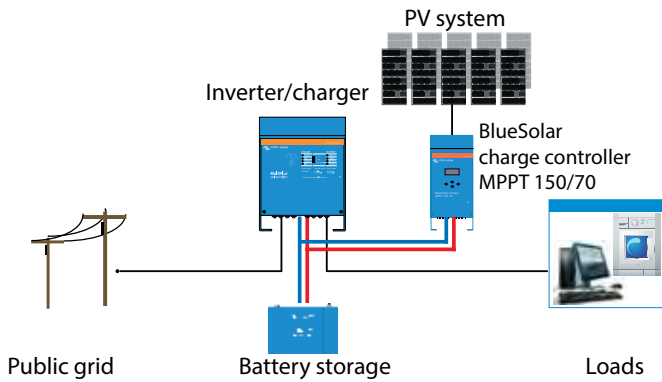 PV system
Inverter/charger
BlueSolar
charge controller
MPPT 150/70
Public grid
Battery storage
Loads